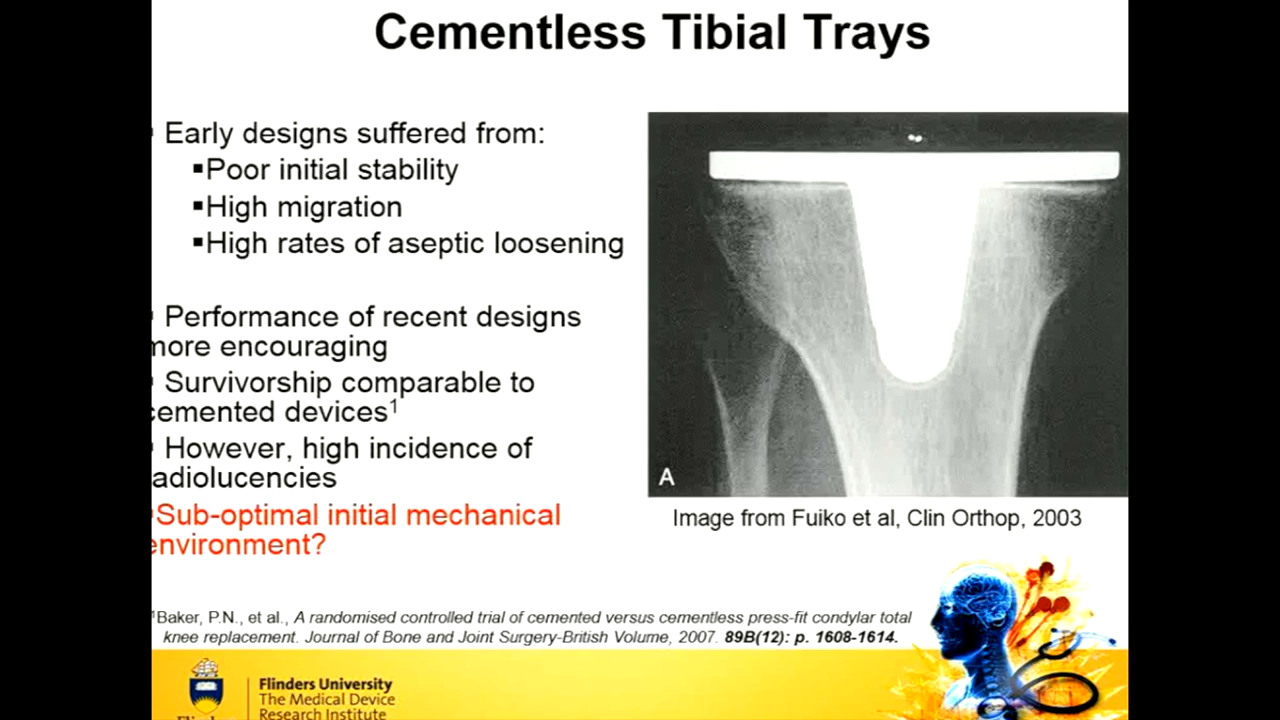 Cementless Tibial Trays
Early designs suffered from:
▪Poor initial stability
▪High migration
▪High rates of aseptic loosening
Performance of recent designs
more encouraging
Survivorship comparable to
cemented devices¹
However, high incidence of
adiolucencies
Sub-optimal initial mechanical
environment?
A
Image from Fuiko et al, Clin Orthop, 2003
¹Baker, P.N., et al., A randomised controlled trial of cemented versus cementless press-fit condylar total
knee replacement. Journal of Bone and Joint Surgery-British Volume, 2007. 89B(12): p. 1608-1614.
Flinders University
The Medical Device
Research Institute
Flinders